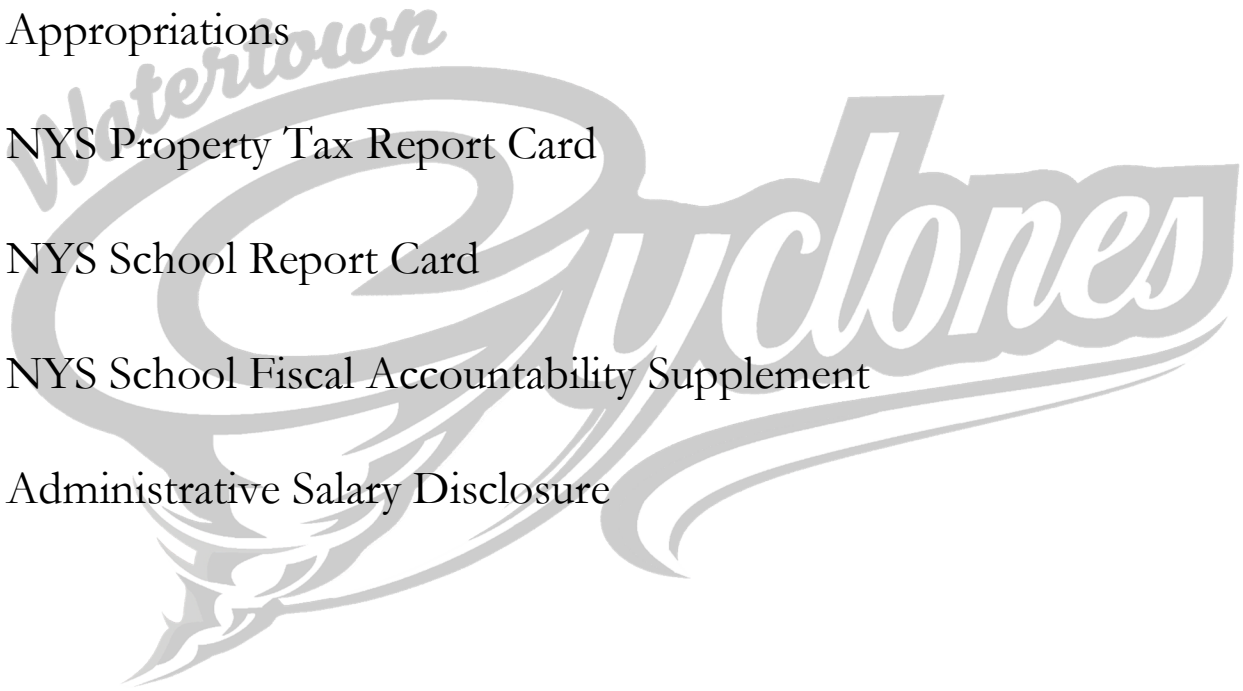 Appropriations
Watertown
NYS Property Tax Report Card
Cyclones
NYS School Report Card
NYS School Fiscal Accountability Supplement
Administrative Salary Disclosure